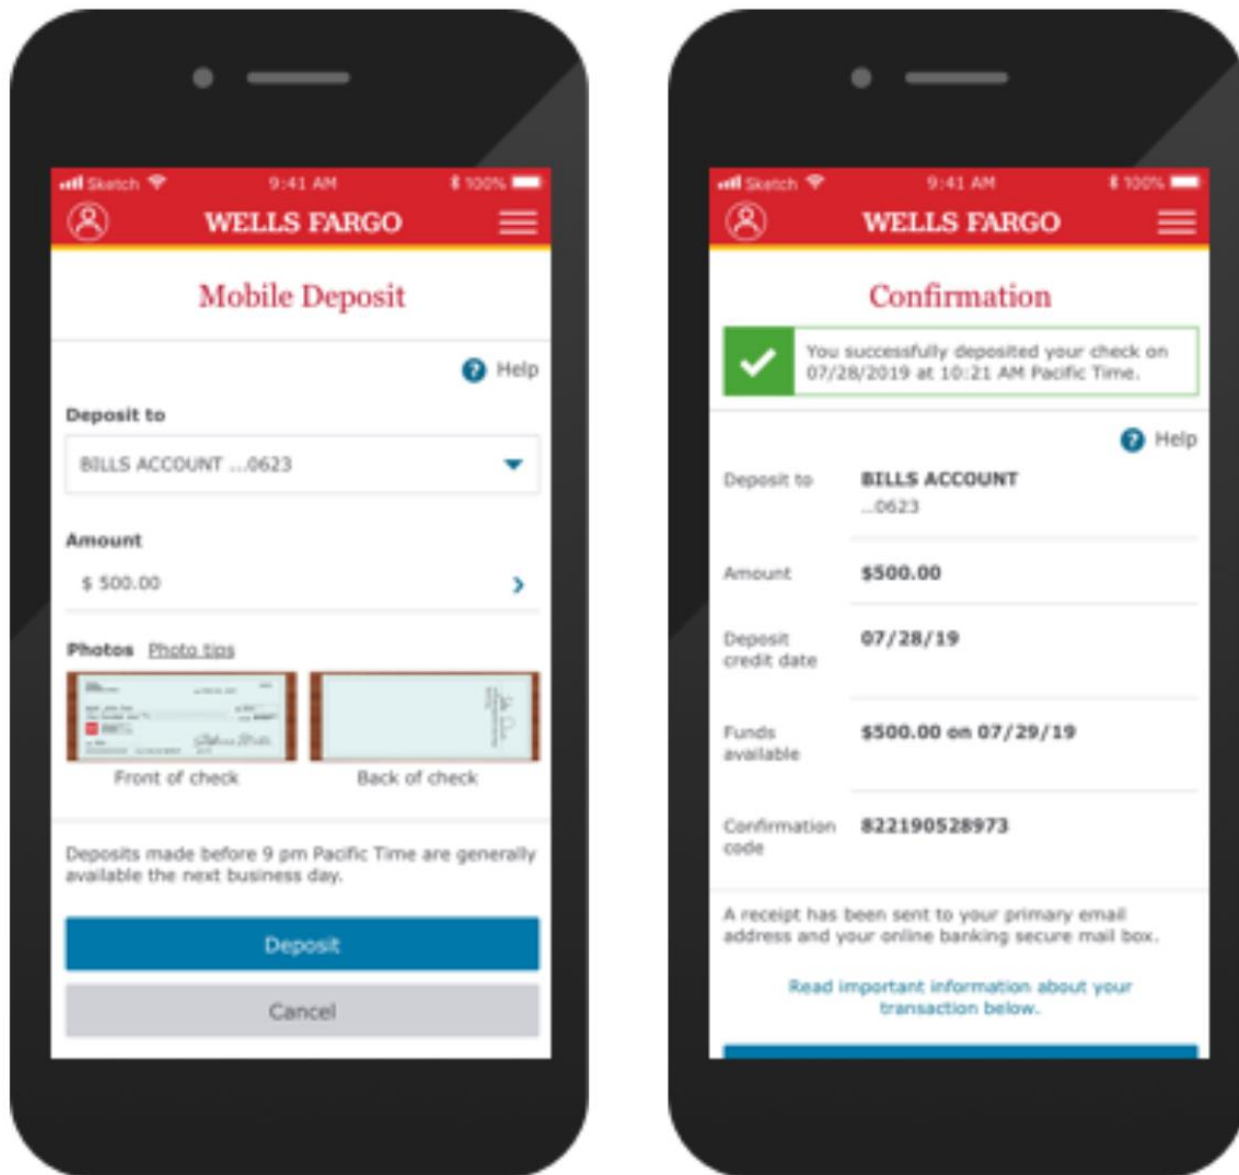 Sketch 9:41 AM 100%
WELLS FARGO
Mobile Deposit
? Help
Deposit to
BILLS ACCOUNT ...0623
Amount
$ 500.00
Photos Photo tips
Front of check Back of check
Deposits made before 9 pm Pacific Time are generally
available the next business day.
Deposit
Cancel
Sketch 9:41 AM 100%
WELLS FARGO
Confirmation
You successfully deposited your check on
07/28/2019 at 10:21 AM Pacific Time.
? Help
Deposit to BILLS ACCOUNT
...0623
Amount $500.00
Deposit
credit date 07/28/19
Funds
available $500.00 on 07/29/19
Confirmation
code 822190528973
A receipt has been sent to your primary email
address and your online banking secure mail box.
Read important information about your
transaction below.